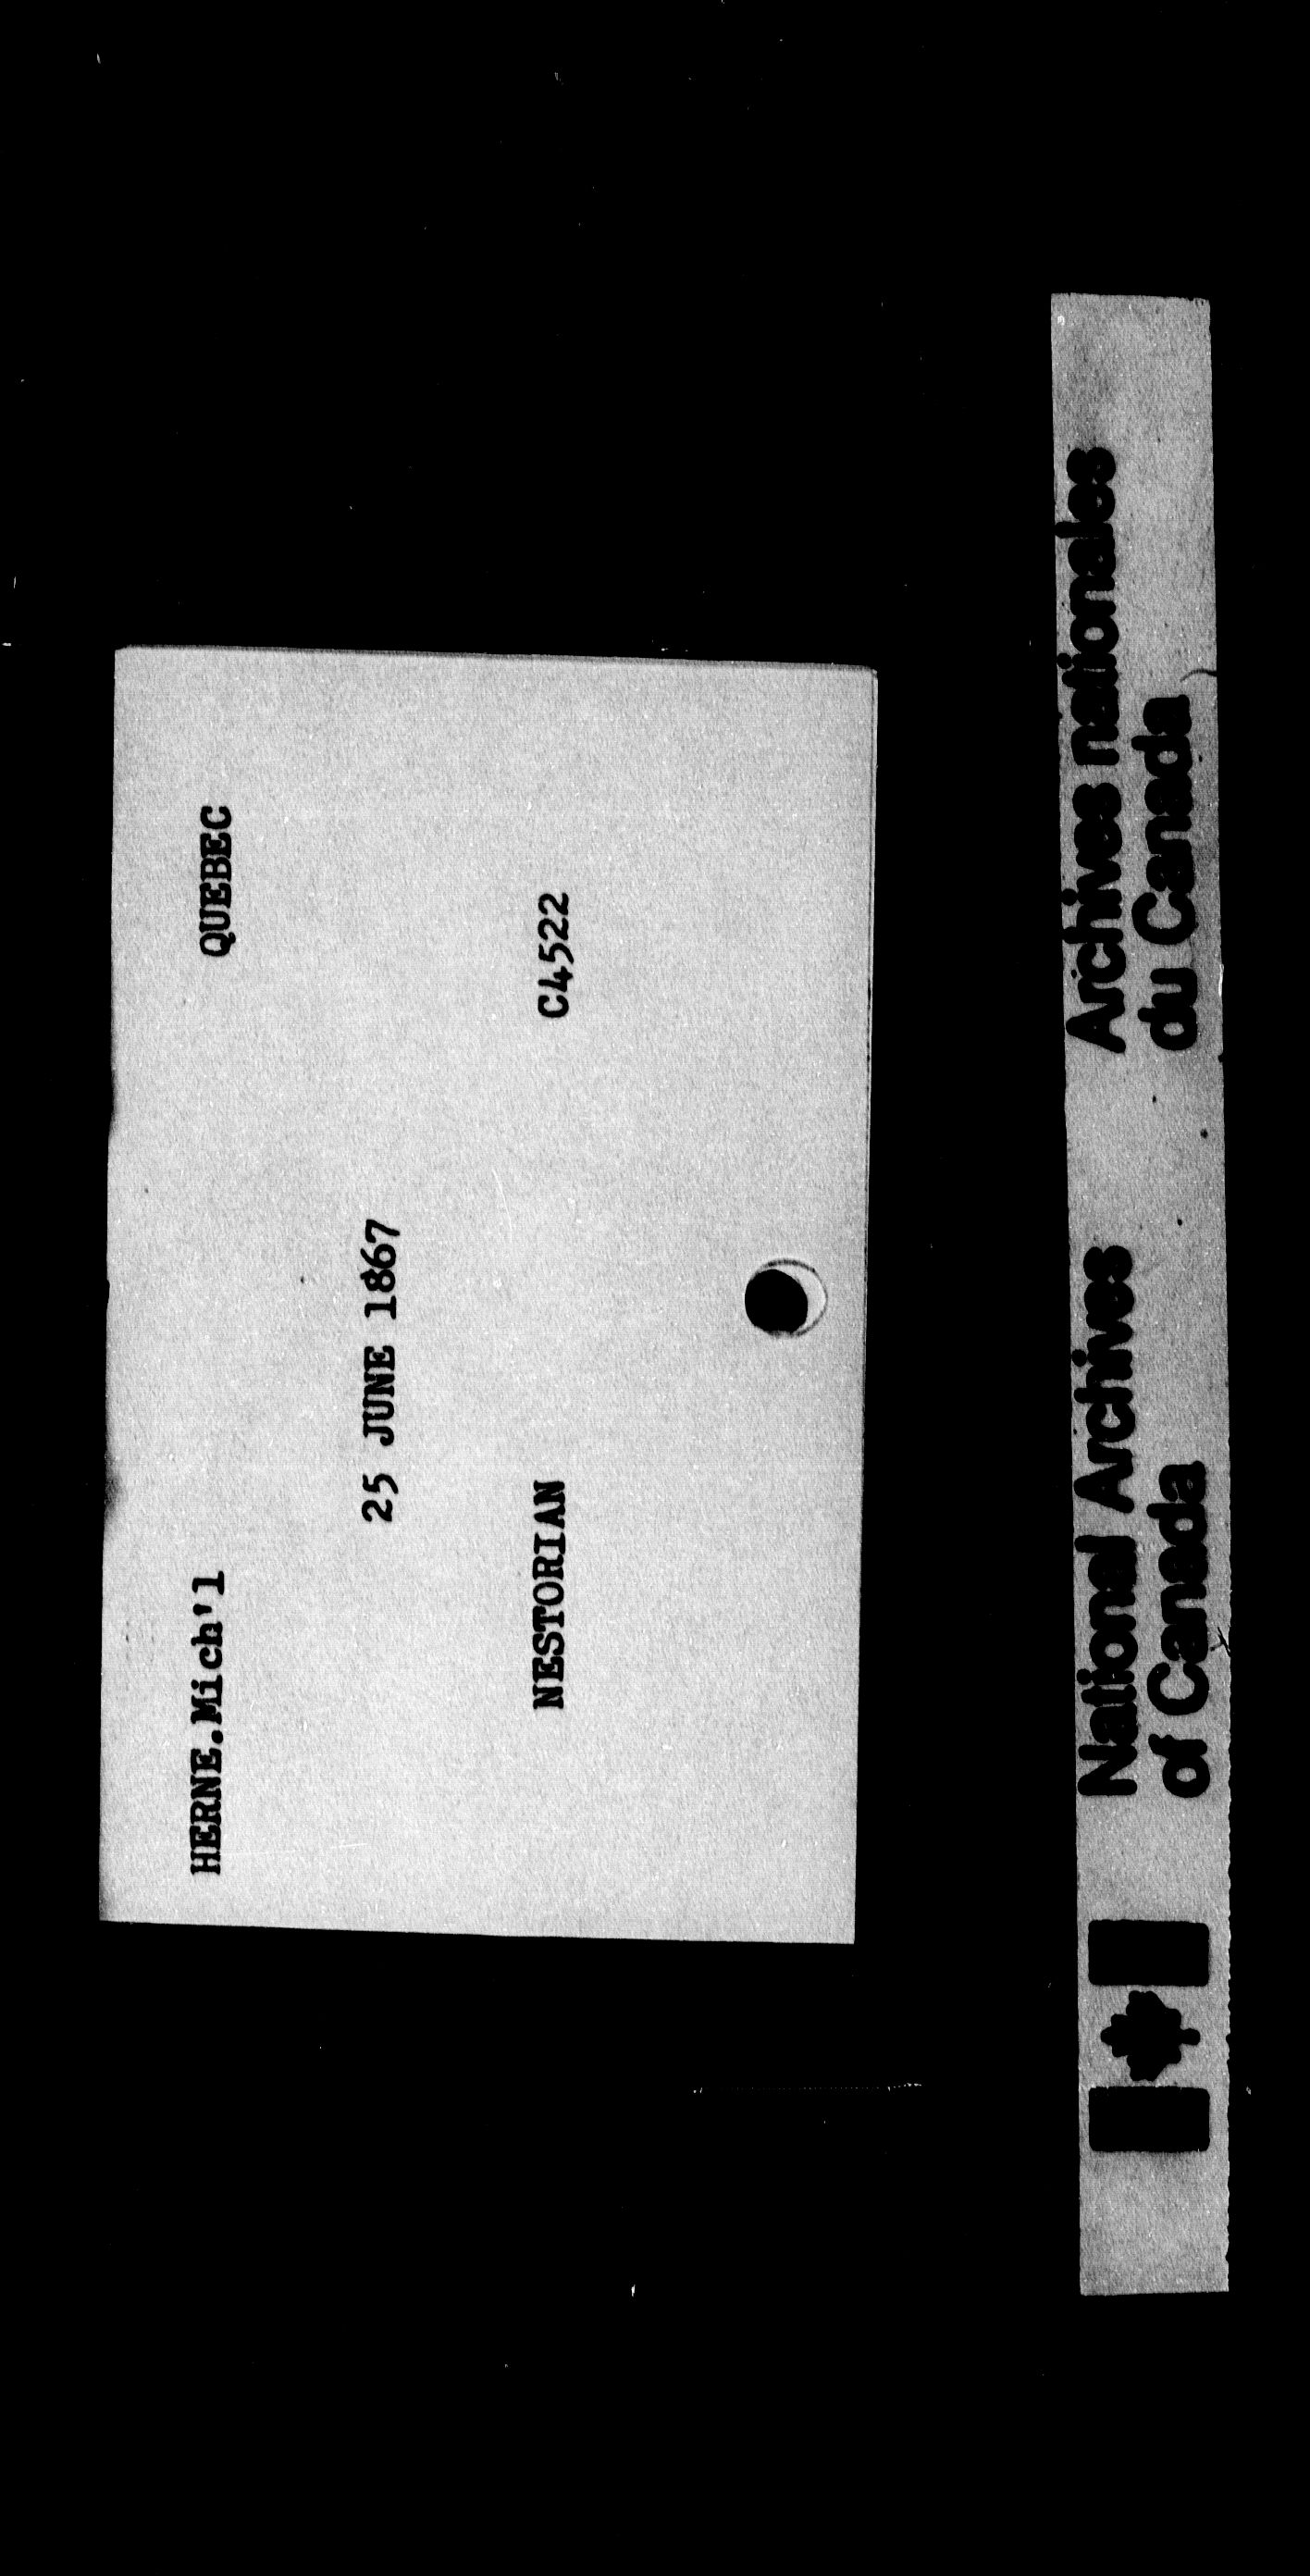 HERNE.Mich'l QUEBEC
25 JUNE 1867
NESTORIAN C4522
National Archives of Canada
Archives nationales du Canada